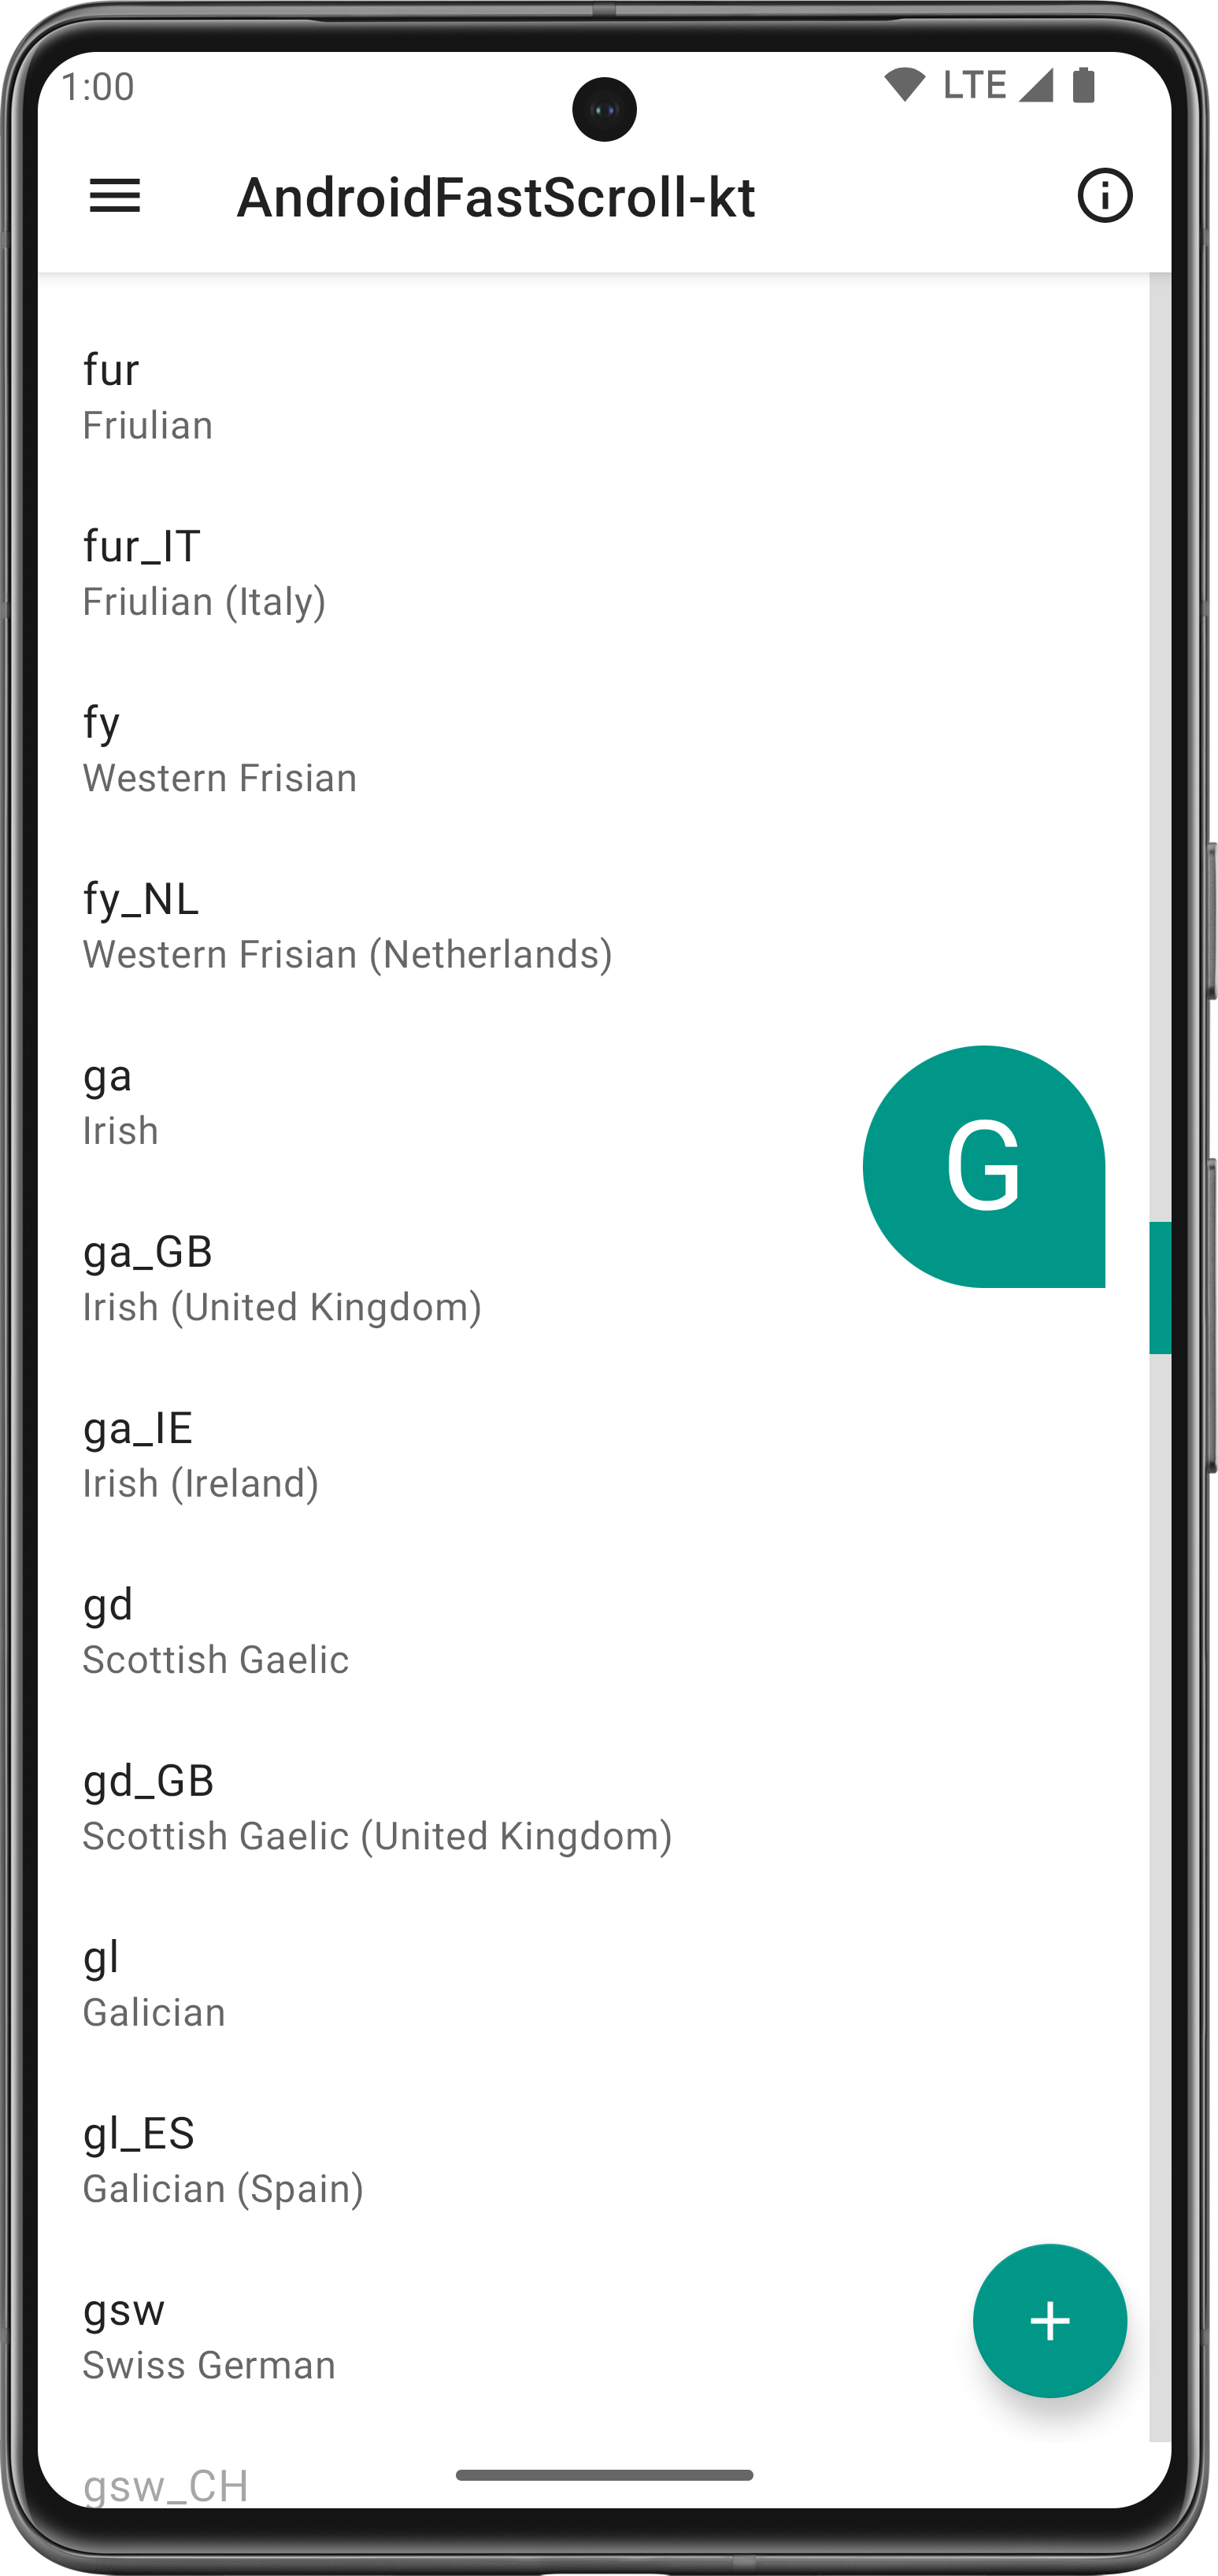 1:00 LTE
AndroidFastScroll-kt
fur
Friulian
fur_IT
Friulian (Italy)
fy
Western Frisian
fy_NL
Western Frisian (Netherlands)
ga
Irish
G
ga_GB
Irish (United Kingdom)
ga_IE
Irish (Ireland)
gd
Scottish Gaelic
gd_GB
Scottish Gaelic (United Kingdom)
gl
Galician
gl_ES
Galician (Spain)
gsw
Swiss German
gsw_CH